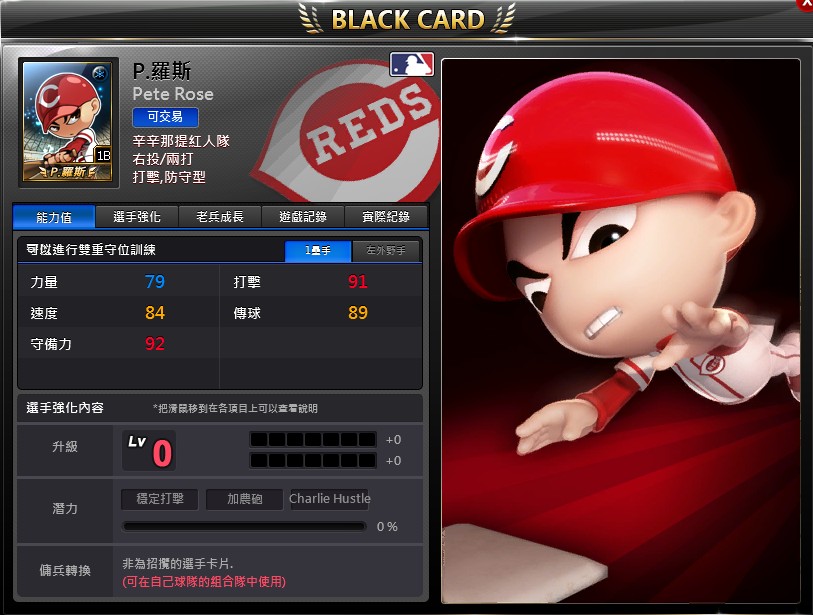 BLACK CARD
P.羅斯
Pete Rose
可交易
辛辛那提紅人隊
右投/兩打
打擊,防守型
1B
P.羅斯
C
REDS
能力值 選手強化 老兵成長 遊戲記錄 實際紀錄
可以進行雙重守位訓練 1壘手 左外野手
力量 79 打擊 91
速度 84 傳球 89
守備力 92
選手強化內容 *把滑鼠移到在各項目上可以查看說明
升級 Lv 0 +0
+0
潛力 穩定打擊 加農砲 Charlie Hustle
0 %
傭兵轉換 非為招攬的選手卡片.
(可在自己球隊的組合隊中使用)